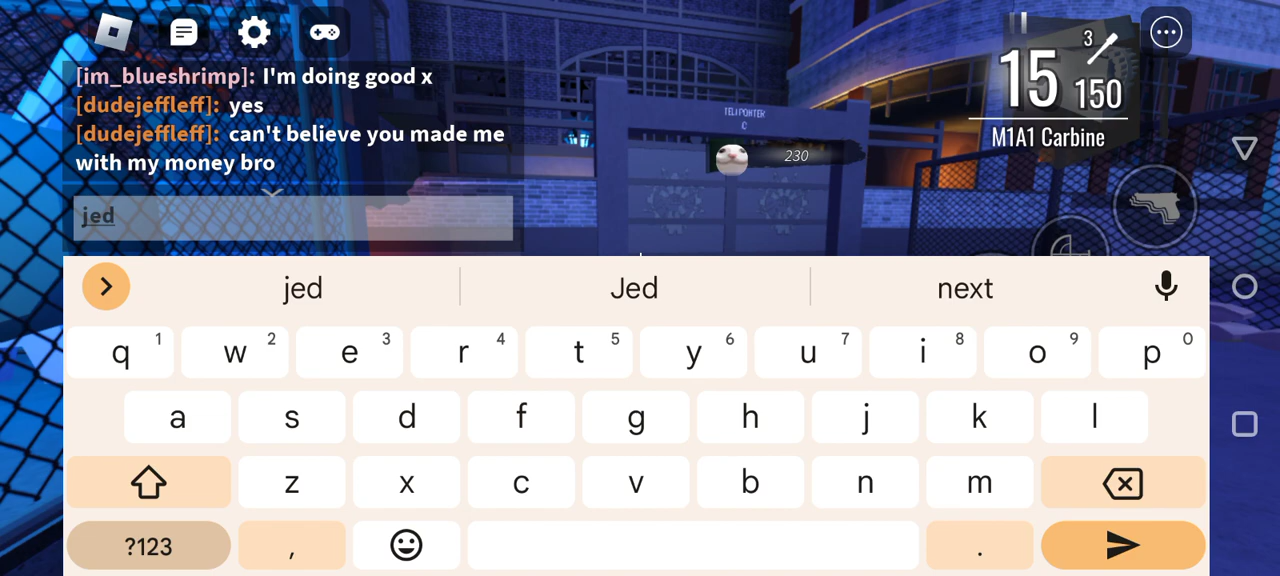 [im_blueshrimp]: I'm doing good x
[dudejeffleff]: yes
[dudejeffleff]: can't believe you made me
with my money bro
jed
TELEPORTER
C
230
3
15 150
M1A1 Carbine
jed Jed next
q 1 w 2 e 3 r 4 t 5 y 6 u 7 i 8 o 9 p 0
a s d f g h j k l
z x c v b n m
?123 , .